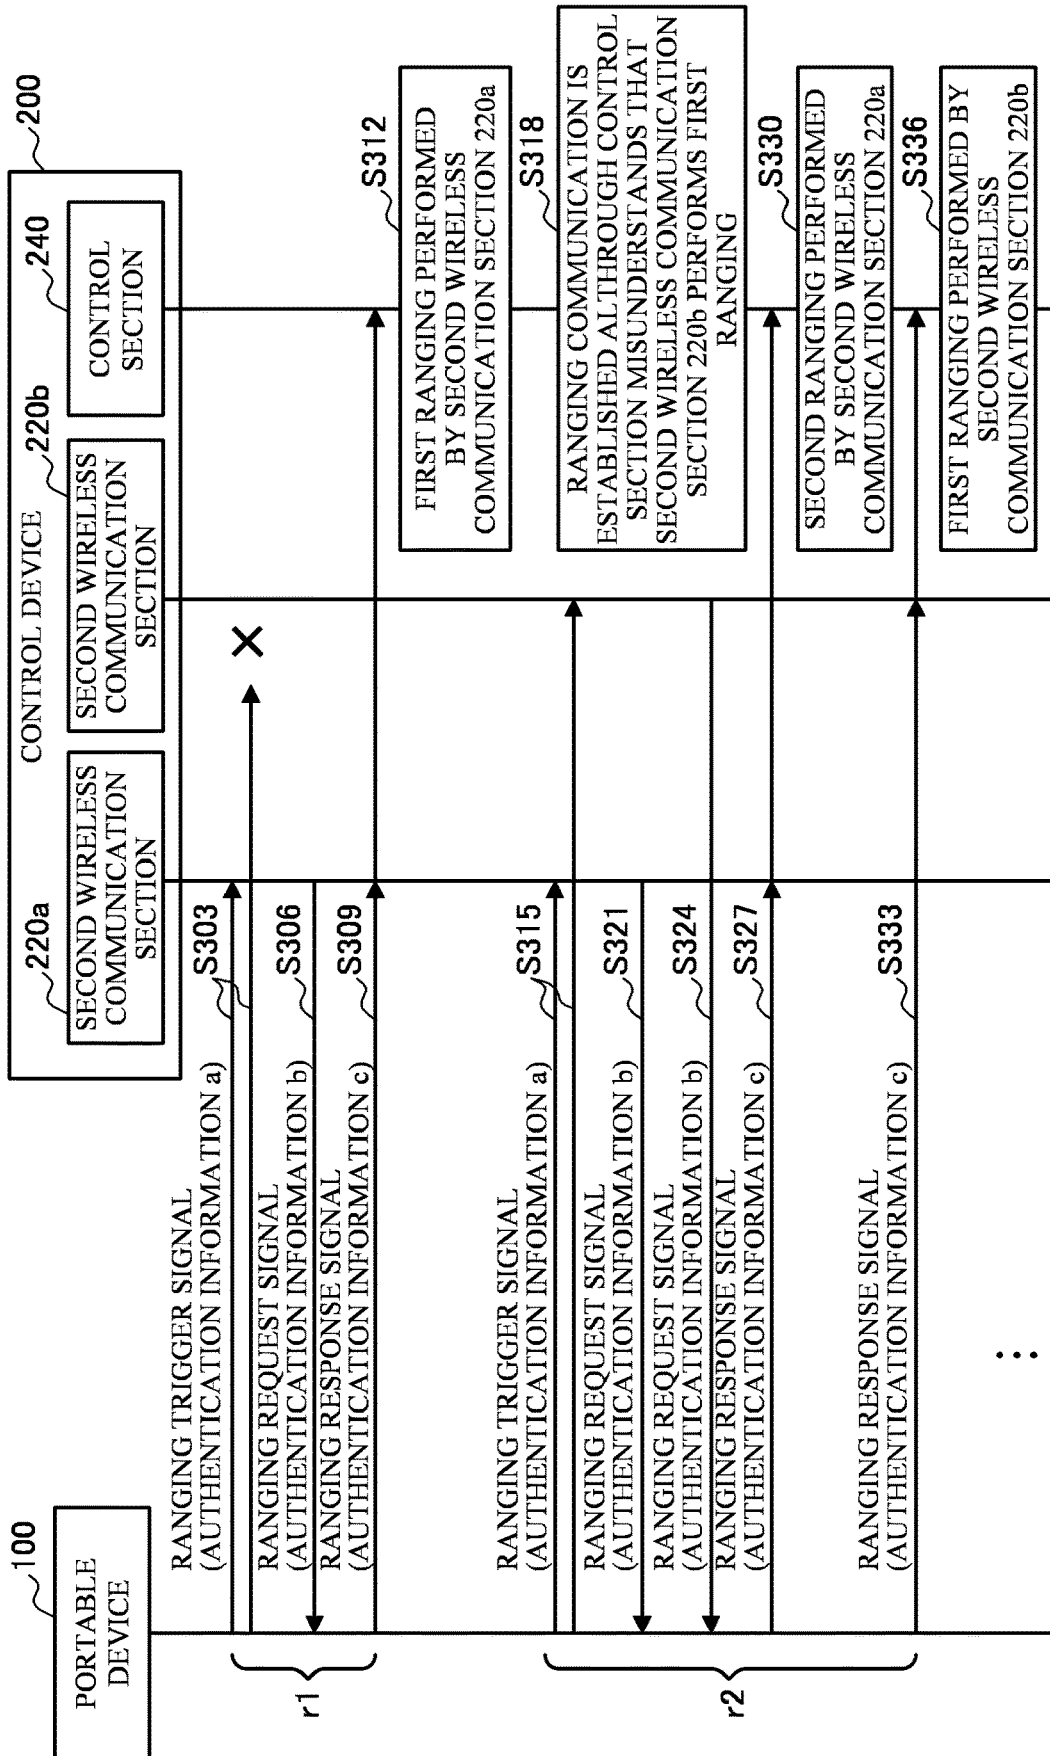 200
CONTROL DEVICE
220a
SECOND WIRELESS
COMMUNICATION
SECTION
220b
SECOND WIRELESS
COMMUNICATION
SECTION
240
CONTROL
SECTION
100
PORTABLE
DEVICE
r1
RANGING TRIGGER SIGNAL
(AUTHENTICATION INFORMATION a)
S303
RANGING REQUEST SIGNAL
(AUTHENTICATION INFORMATION b)
S306
RANGING RESPONSE SIGNAL
(AUTHENTICATION INFORMATION c)
S309
S312
FIRST RANGING PERFORMED
BY SECOND WIRELESS
COMMUNICATION SECTION 220a
r2
RANGING TRIGGER SIGNAL
(AUTHENTICATION INFORMATION a)
S315
S318
RANGING COMMUNICATION IS
ESTABLISHED ALTHROUGH CONTROL
SECTION MISUNDERSTANDS THAT
SECOND WIRELESS COMMUNICATION
SECTION 220b PERFORMS FIRST
RANGING
RANGING REQUEST SIGNAL
(AUTHENTICATION INFORMATION b)
S321
RANGING REQUEST SIGNAL
(AUTHENTICATION INFORMATION b)
S324
RANGING RESPONSE SIGNAL
(AUTHENTICATION INFORMATION c)
S327
S330
SECOND RANGING PERFORMED
BY SECOND WIRELESS
COMMUNICATION SECTION 220a
RANGING RESPONSE SIGNAL
(AUTHENTICATION INFORMATION c)
S333
S336
FIRST RANGING PERFORMED BY
SECOND WIRELESS
COMMUNICATION SECTION 220b